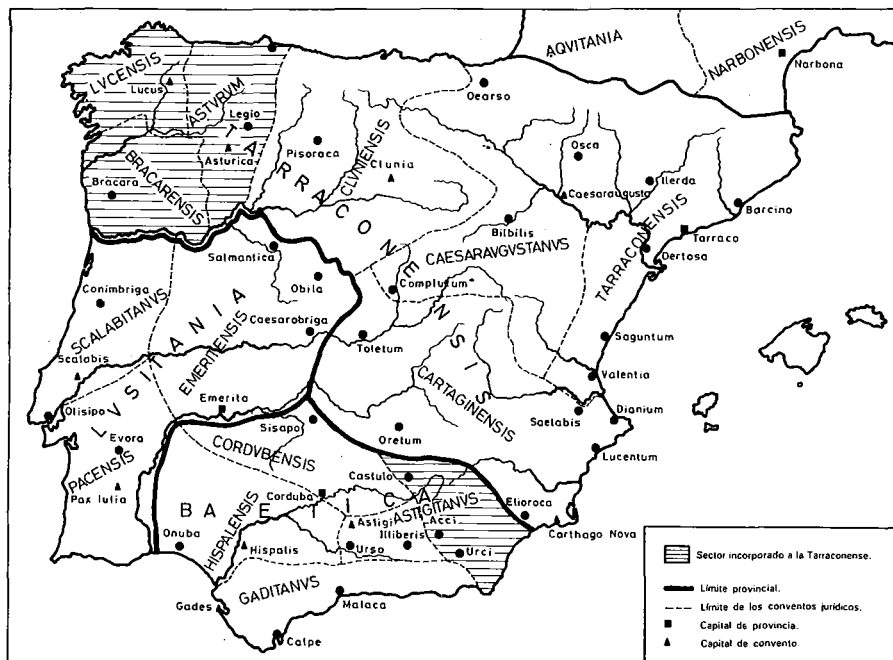 AQVITANIA
NARBONENSIS
Narbona
LVCENSIS
Lucus
ASTVRVM
Legio
Asturica
BRACARENSIS
Bracara
TARRACONENSIS
Pisoraca
CLVNIENSIS
Clunia
Oearso
Osca
Caesaraugusta
Ilerda
Barcino
Tarraco
Dertosa
TARRACONENSIS
Bilbilis
CAESARAVGVSTANVS
Salmantica
Obila
Complutum
Conimbriga
SCALABITANVS
LVSITANIA
EMERITENSIS
Caesarobriga
Toletum
Saguntum
Valentia
Scalabis
Olisipo
Emerita
Evora
PACENSIS
Pax Iulia
Sisapo
Oretum
CARTAGINENSIS
Saetabis
Dianium
Lucentum
CORDVBENSIS
Castulo
BAETICA
Corduba
Astigi
ASTIGITANVS
Elioroca
Carthago Nova
Onuba
HISPALENSIS
Hispalis
Urso
Illiberis
Acci
Urci
GADITANVS
Gades
Malaca
Calpe
Sector incorporado a la Tarraconense.
Límite provincial.
Límite de los conventos jurídicos.
Capital de provincia.
Capital de convento.